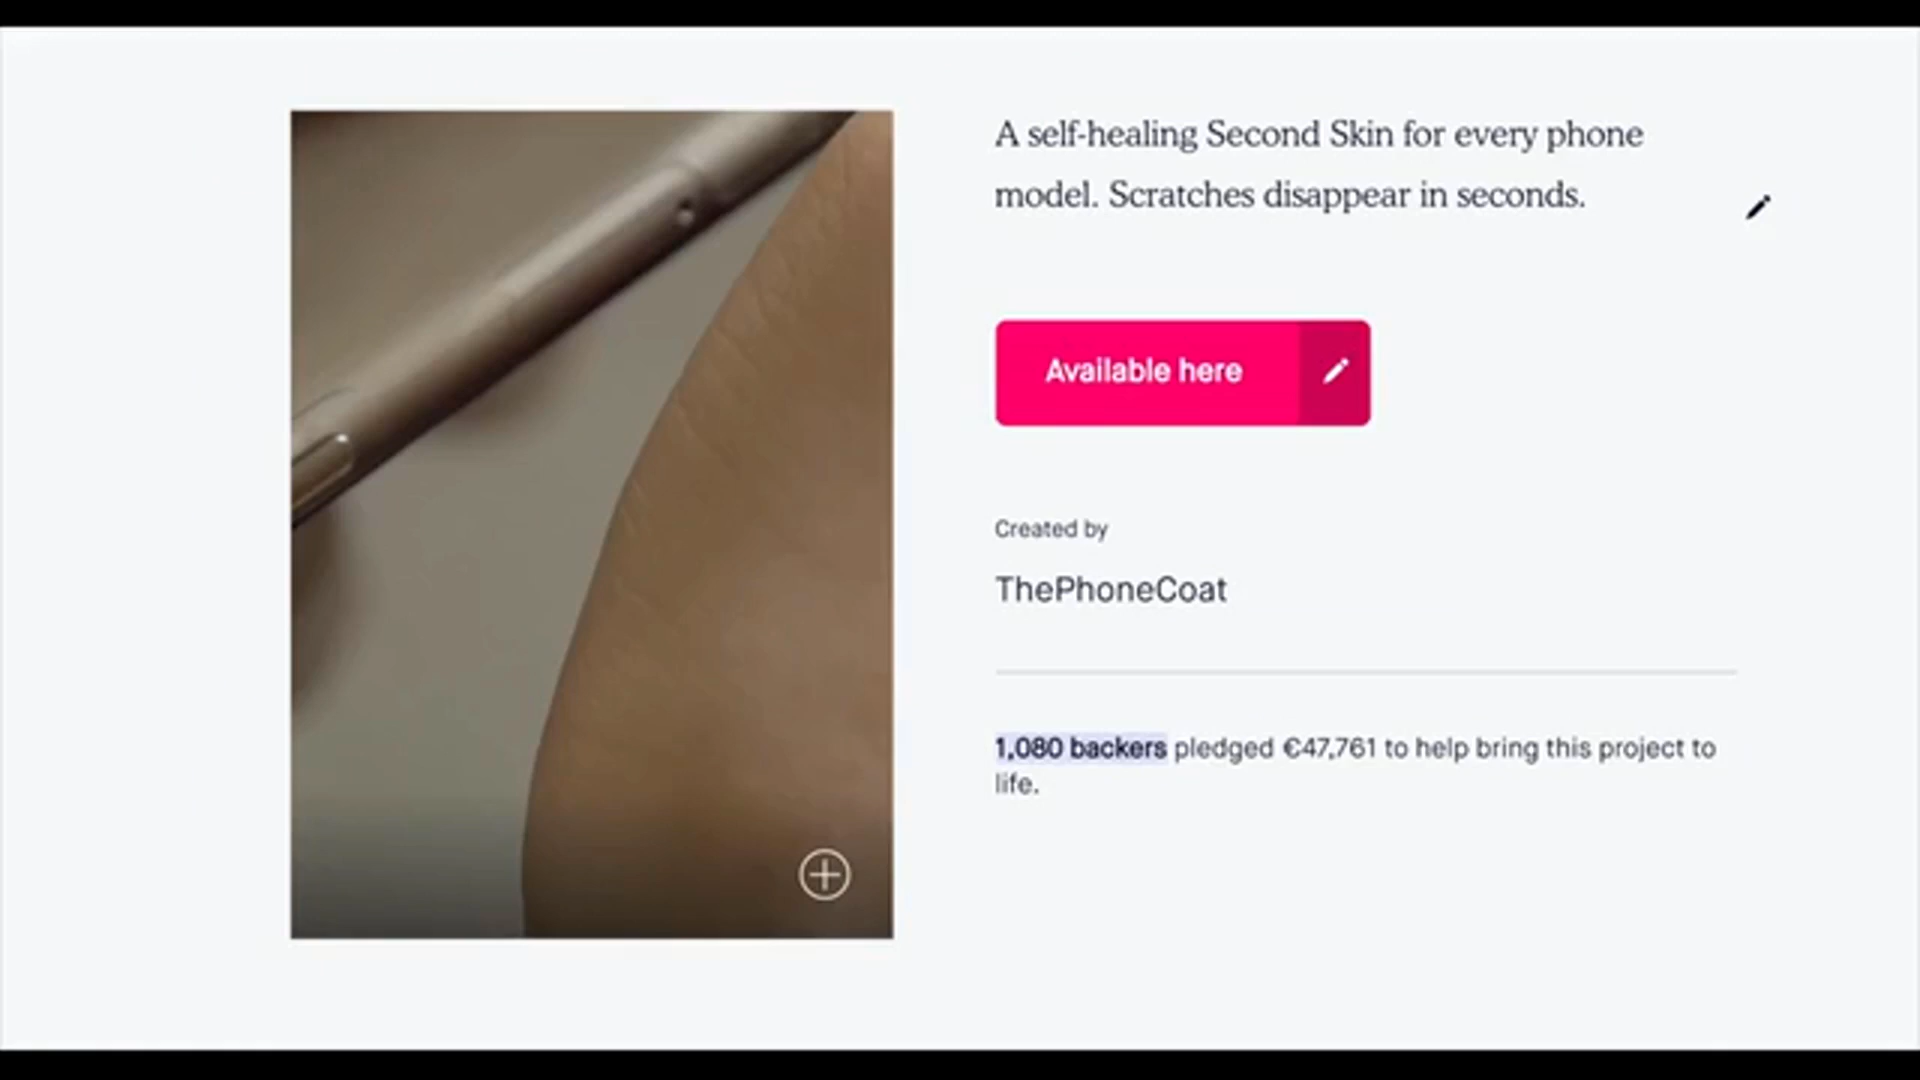 A self-healing Second Skin for every phone
model. Scratches disappear in seconds.
Available here
Created by
ThePhoneCoat
1,080 backers pledged €47,761 to help bring this project to
life.